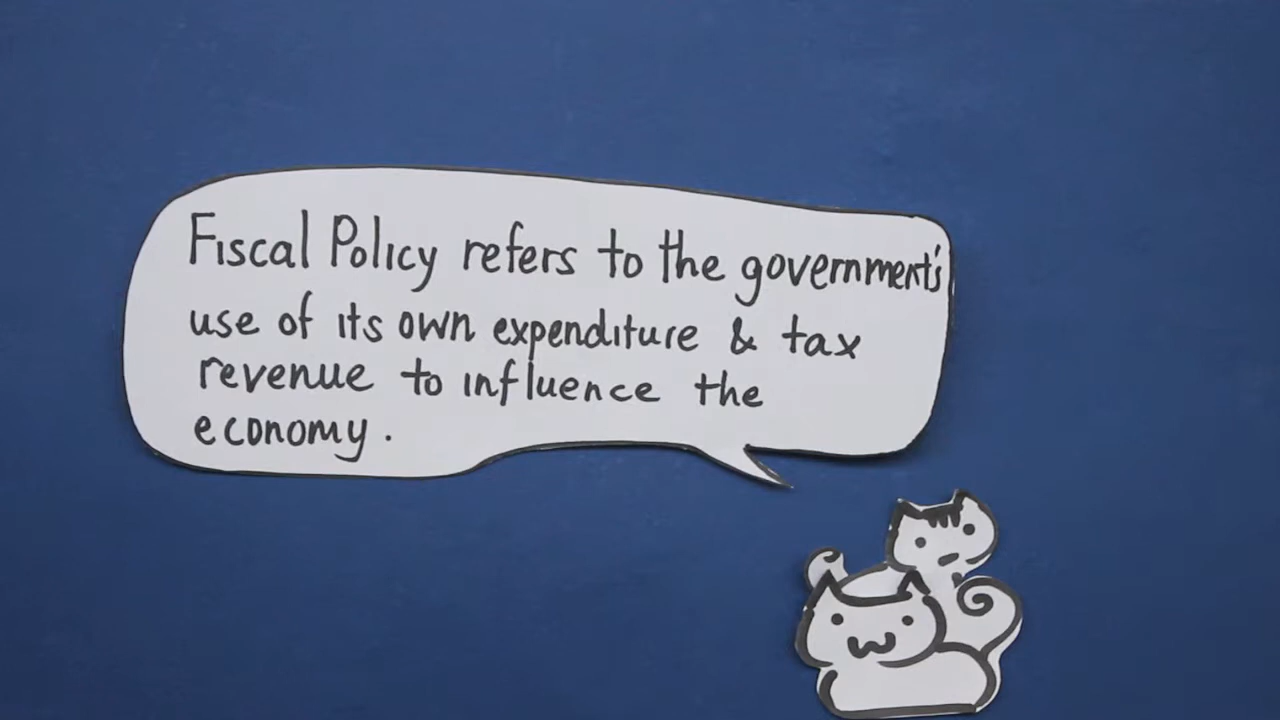 Fiscal Policy refers to the government's
use of its own expenditure & tax
revenue to influence the
economy.